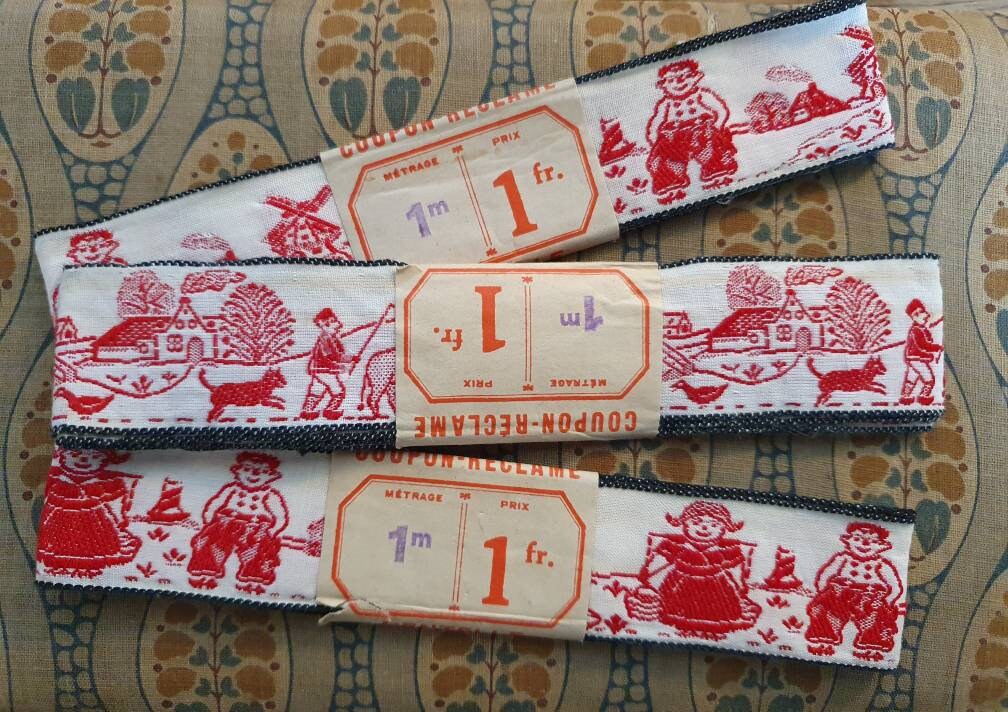 COUPON-RÉCLAME
MÉTRAGE PRIX
1m 1 fr.
COUPON-RÉCLAME
MÉTRAGE PRIX
1m 1 fr.
COUPON-RÉCLAME
MÉTRAGE PRIX
1m 1 fr.